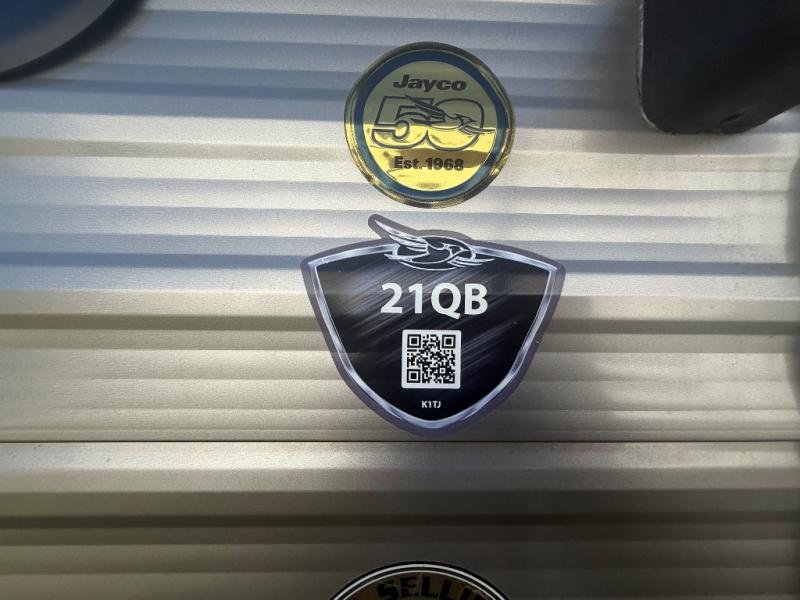 Jayco
50
Est. 1968
21QB
K1TJ